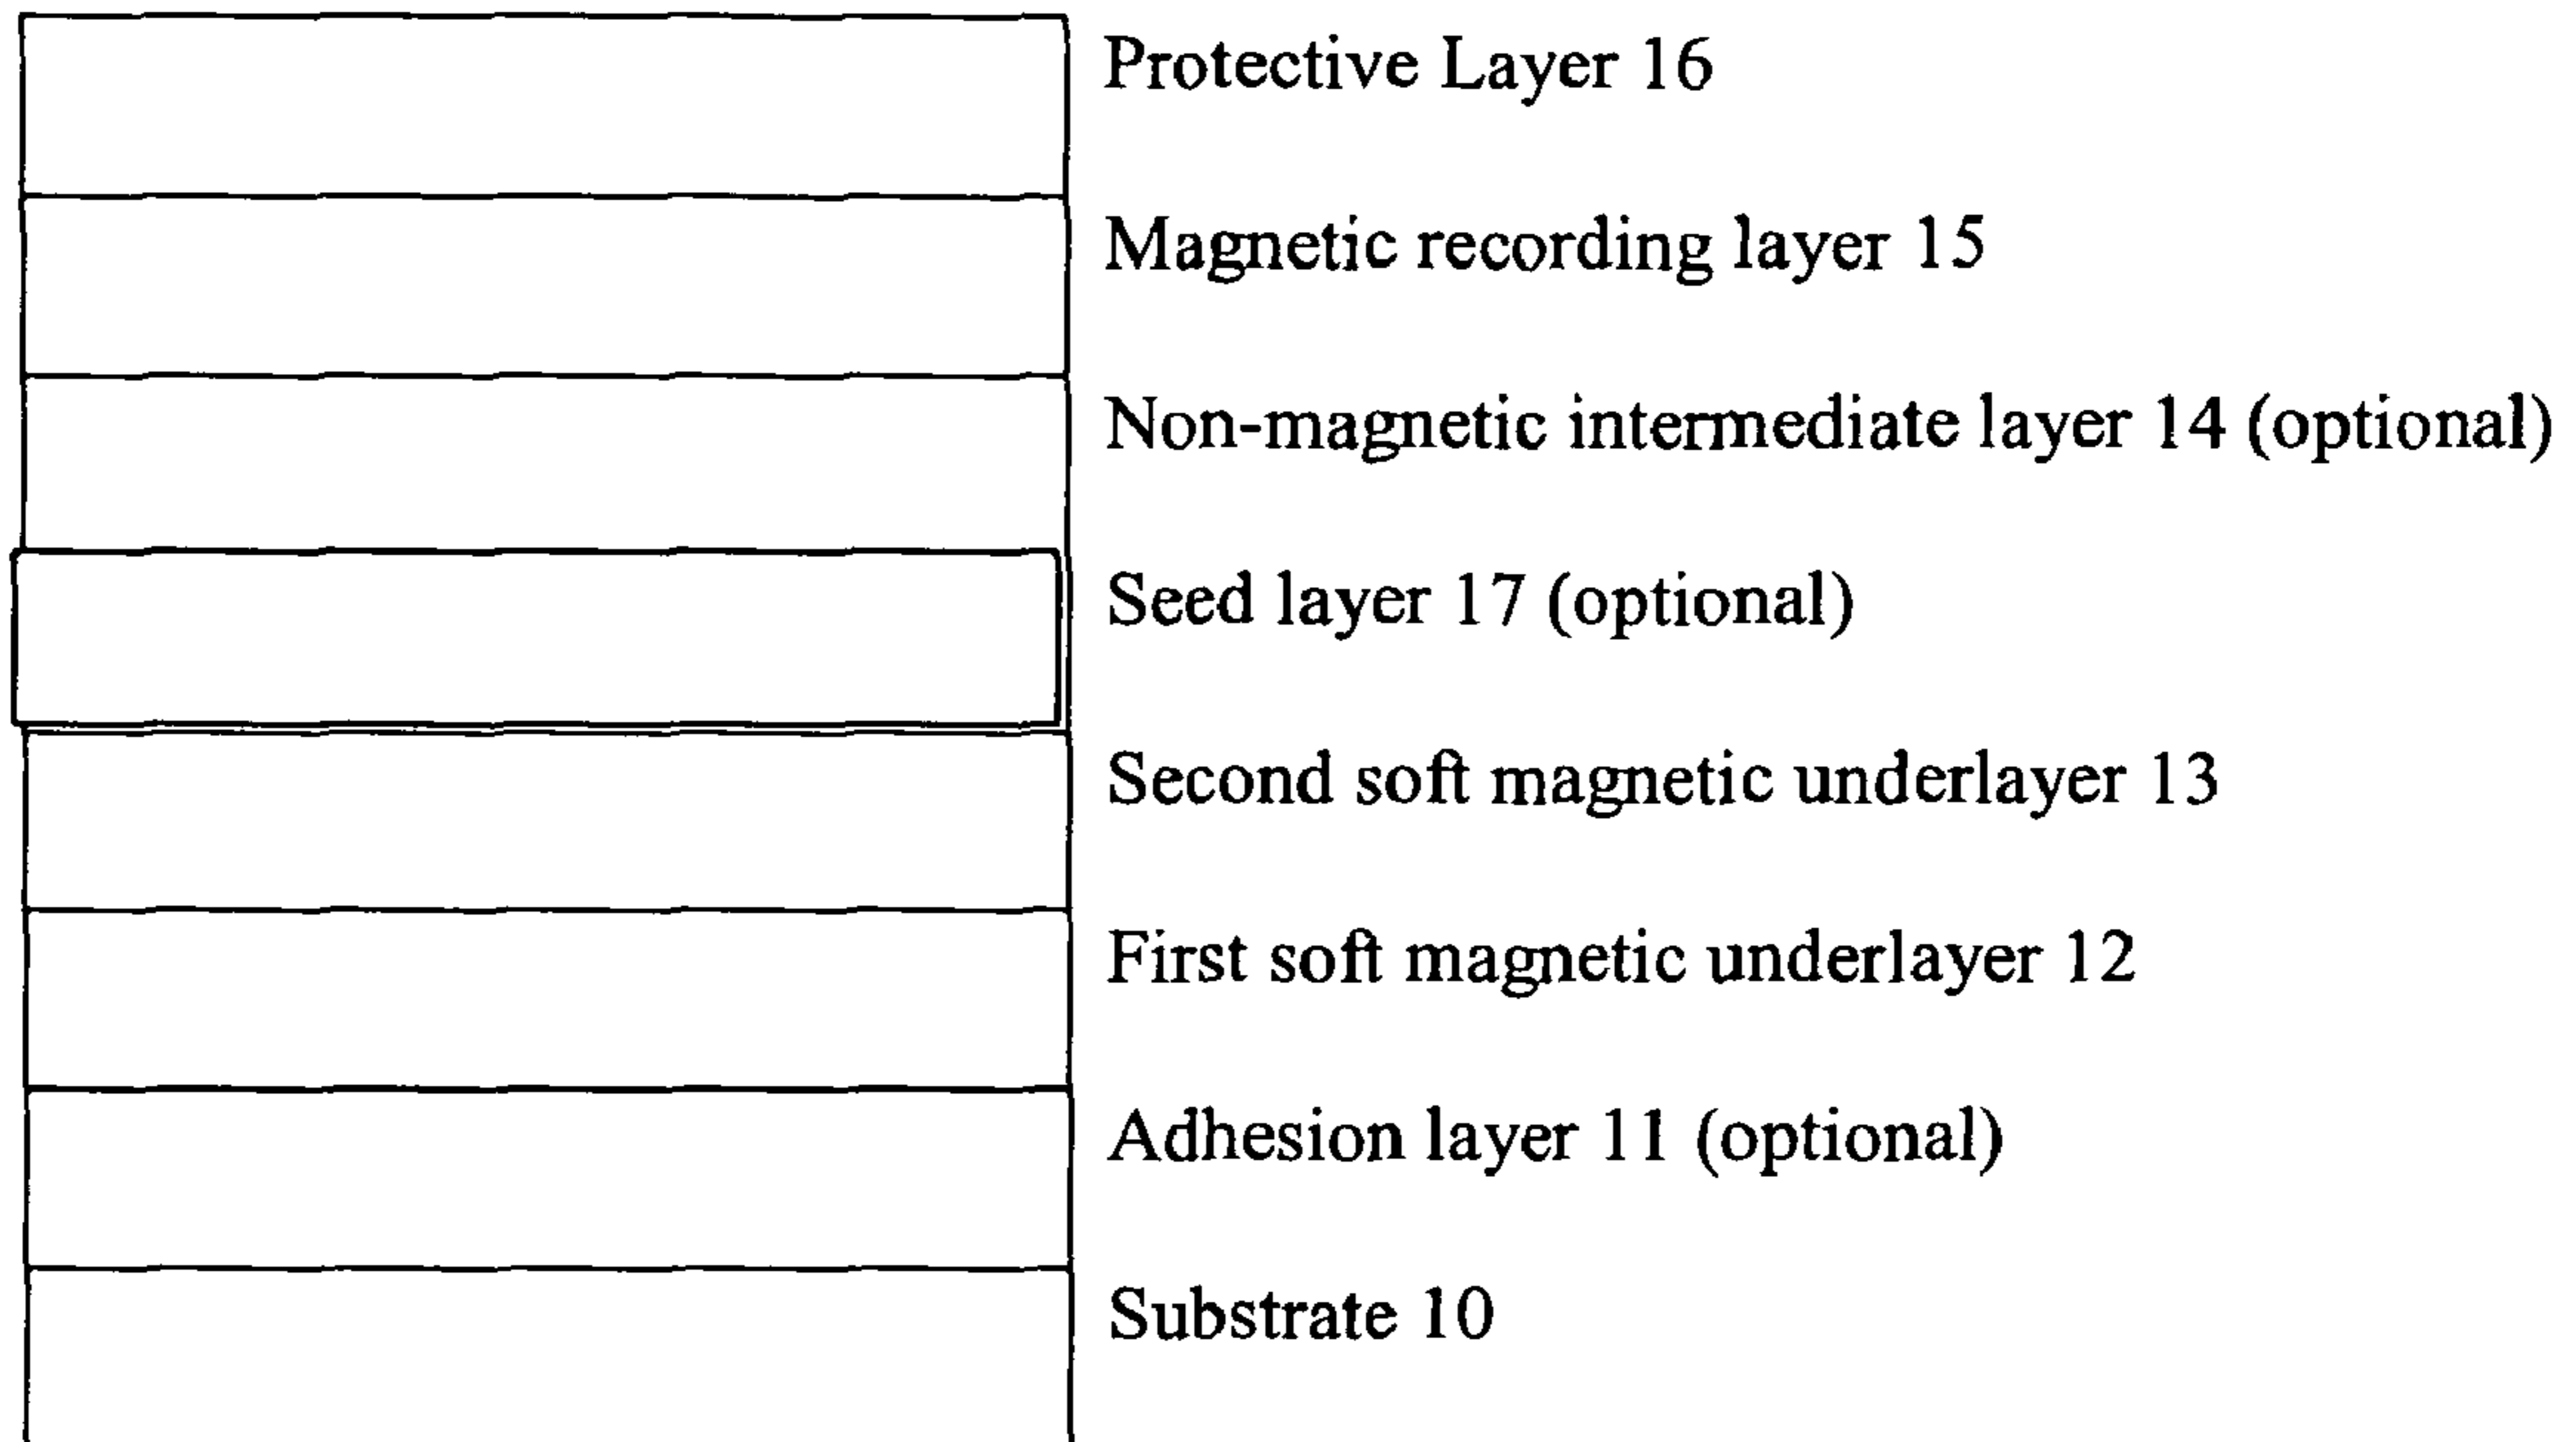 Protective Layer 16
Magnetic recording layer 15
Non-magnetic intermediate layer 14 (optional)
Seed layer 17 (optional)
Second soft magnetic underlayer 13
First soft magnetic underlayer 12
Adhesion layer 11 (optional)
Substrate 10